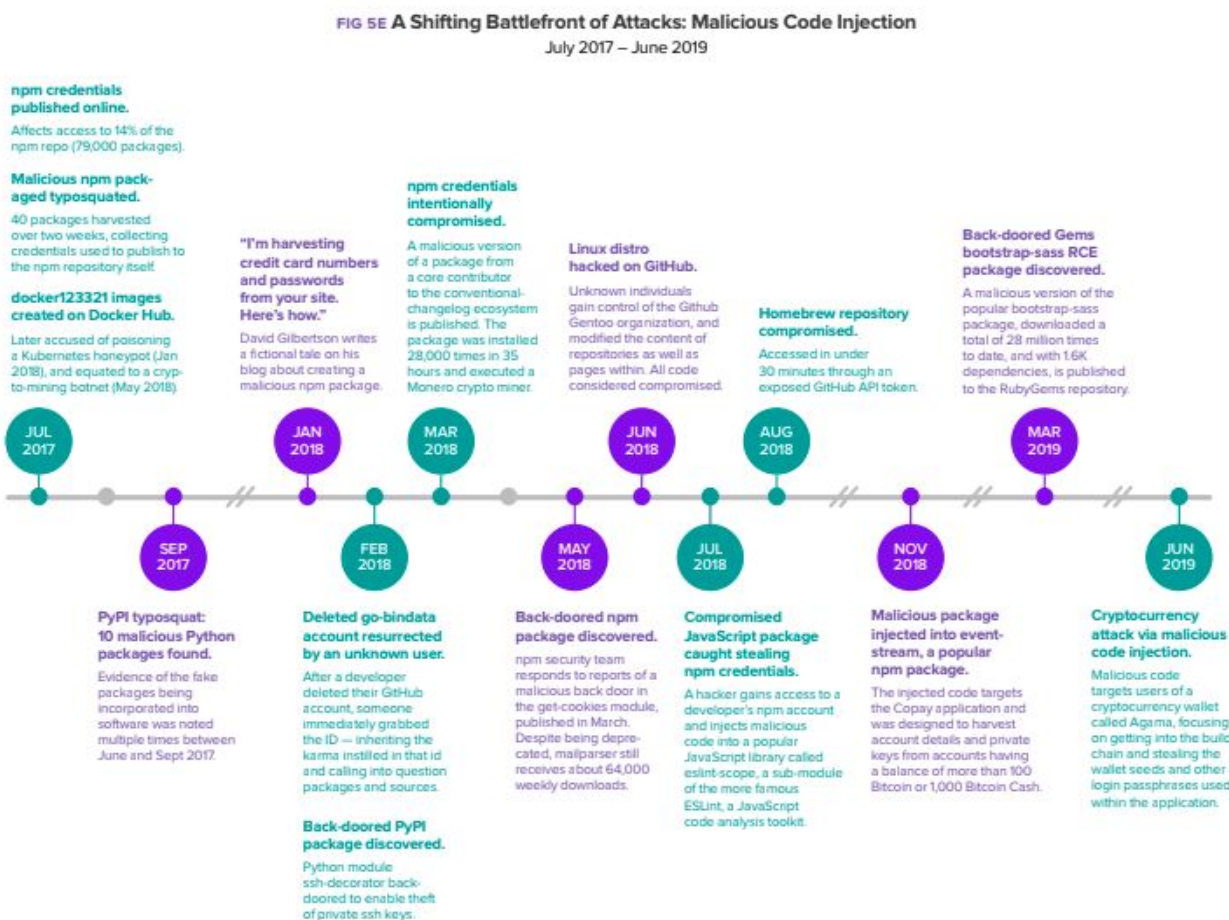 FIG 5E A Shifting Battlefront of Attacks: Malicious Code Injection
July 2017 – June 2019
npm credentials
published online.
Affects access to 14% of the
npm repo (79,000 packages).
Malicious npm pack-
aged typosquated.
40 packages harvested
over two weeks, collecting
credentials used to publish to
the npm repository itself.
docker123321 images
created on Docker Hub.
Later accused of poisoning
a Kubernetes honeypot (Jan
2018), and equated to a cryp-
to-mining botnet (May 2018).
"I'm harvesting
credit card numbers
and passwords
from your site.
Here's how."
David Gilbertson writes
a fictional tale on his
blog about creating a
malicious npm package.
npm credentials
intentionally
compromised.
A malicious version
of a package from
a core contributor
to the conventional-
changelog ecosystem
is published. The
package was installed
28,000 times in 35
hours and executed a
Monero crypto miner.
Linux distro
hacked on GitHub.
Unknown individuals
gain control of the Github
Gentoo organization, and
modified the content of
repositories as well as
pages within. All code
considered compromised.
Homebrew repository
compromised.
Accessed in under
30 minutes through an
exposed GitHub API token.
Back-doored Gems
bootstrap-sass RCE
package discovered.
A malicious version of the
popular bootstrap-sass
package, downloaded a
total of 28 million times
to date, and with 1.6K
dependencies, is published
to the RubyGems repository.
JUL
2017
JAN
2018
MAR
2018
JUN
2018
AUG
2018
MAR
2019
SEP
2017
FEB
2018
MAY
2018
JUL
2018
NOV
2018
JUN
2019
PyPI typosquat:
10 malicious Python
packages found.
Evidence of the fake
packages being
incorporated into
software was noted
multiple times between
June and Sept 2017.
Deleted go-bindata
account resurrected
by an unknown user.
After a developer
deleted their GitHub
account, someone
immediately grabbed
the ID — inheriting the
karma instilled in that id
and calling into question
packages and sources.
Back-doored PyPI
package discovered.
Python module
ssh-decorator back-
doored to enable theft
of private ssh keys.
Back-doored npm
package discovered.
npm security team
responds to reports of a
malicious back door in
the get-cookies module,
published in March.
Despite being depre-
cated, mailparser still
receives about 64,000
weekly downloads.
Compromised
JavaScript package
caught stealing
npm credentials.
A hacker gains access to a
developer's npm account
and injects malicious
code into a popular
JavaScript library called
eslint-scope, a sub-module
of the more famous
ESLint, a JavaScript
code analysis toolkit.
Malicious package
injected into event-
stream, a popular
npm package.
The injected code targets
the Copay application and
was designed to harvest
account details and private
keys from accounts having
a balance of more than 100
Bitcoin or 1,000 Bitcoin Cash.
Cryptocurrency
attack via malicious
code injection.
Malicious code
targets users of a
cryptocurrency wallet
called Agama, focusing
on getting into the build
chain and stealing the
wallet seeds and other
login passphrases used
within the application.